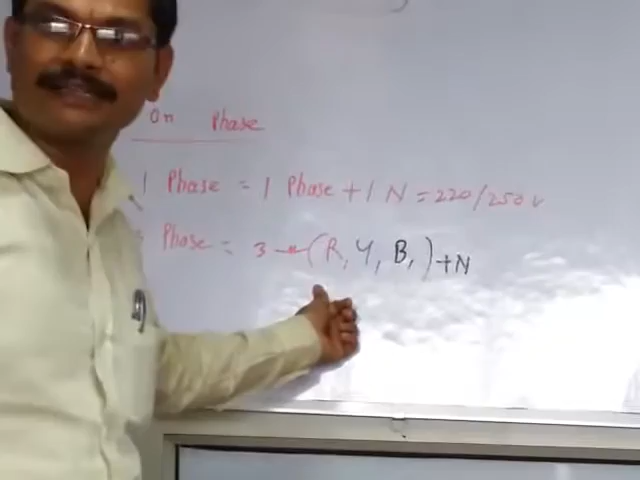 on Phase
1 Phase = 1 Phase + 1 N = 220/250 v
Phase = 3 - (R, Y, B,) + N